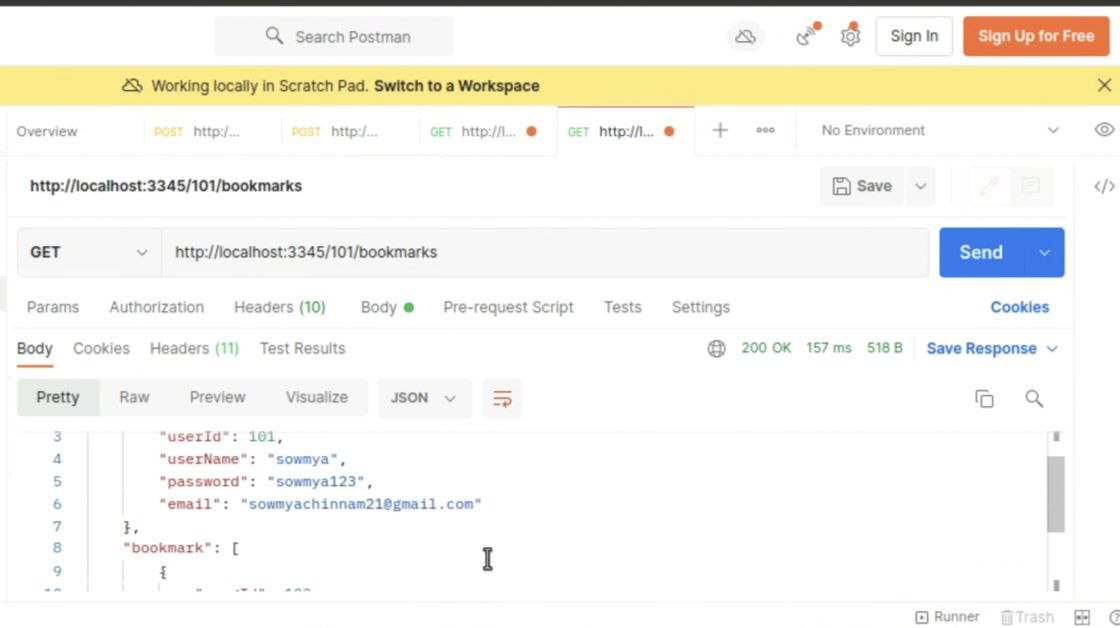 Search Postman
Sign In
Sign Up for Free
Working locally in Scratch Pad. Switch to a Workspace
Overview
POST http:/...
POST http:/...
GET http://l...
GET http://l...
No Environment
http://localhost:3345/101/bookmarks
Save
</>
GET
http://localhost:3345/101/bookmarks
Send
Params Authorization Headers (10) Body Pre-request Script Tests Settings Cookies
Body Cookies Headers (11) Test Results 200 OK 157 ms 518 B Save Response
Pretty Raw Preview Visualize JSON
3 "userId": 101,
4 "userName": "sowmya",
5 "password": "sowmya123",
6 "email": "sowmyachinnam21@gmail.com"
7 },
8 "bookmark": [
9 {
Runner Trash